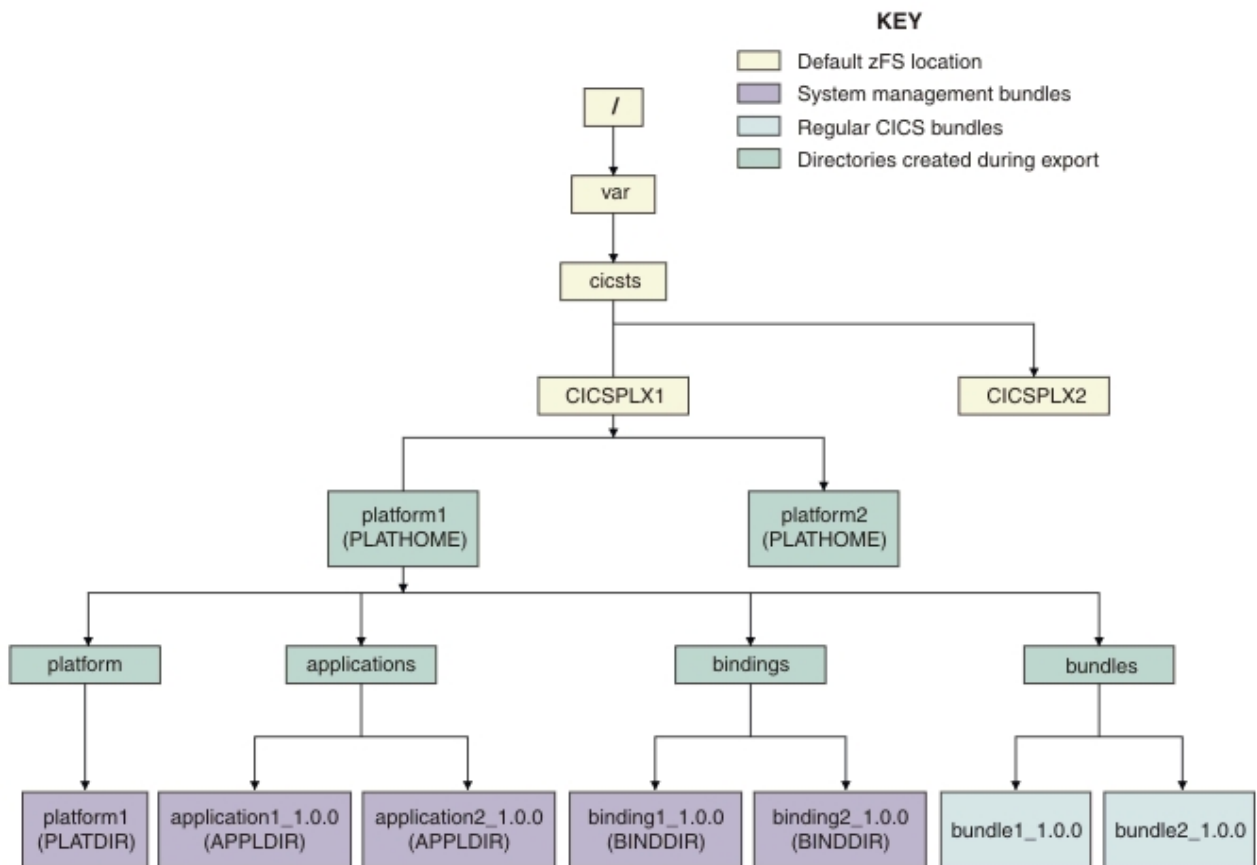 KEY
Default zFS location
System management bundles
Regular CICS bundles
Directories created during export
/
var
cicsts
CICSPLX1
CICSPLX2
platform1
(PLATHOME)
platform2
(PLATHOME)
platform
applications
bindings
bundles
platform1
(PLATDIR)
application1_1.0.0
(APPLDIR)
application2_1.0.0
(APPLDIR)
binding1_1.0.0
(BINDDIR)
binding2_1.0.0
(BINDDIR)
bundle1_1.0.0
bundle2_1.0.0